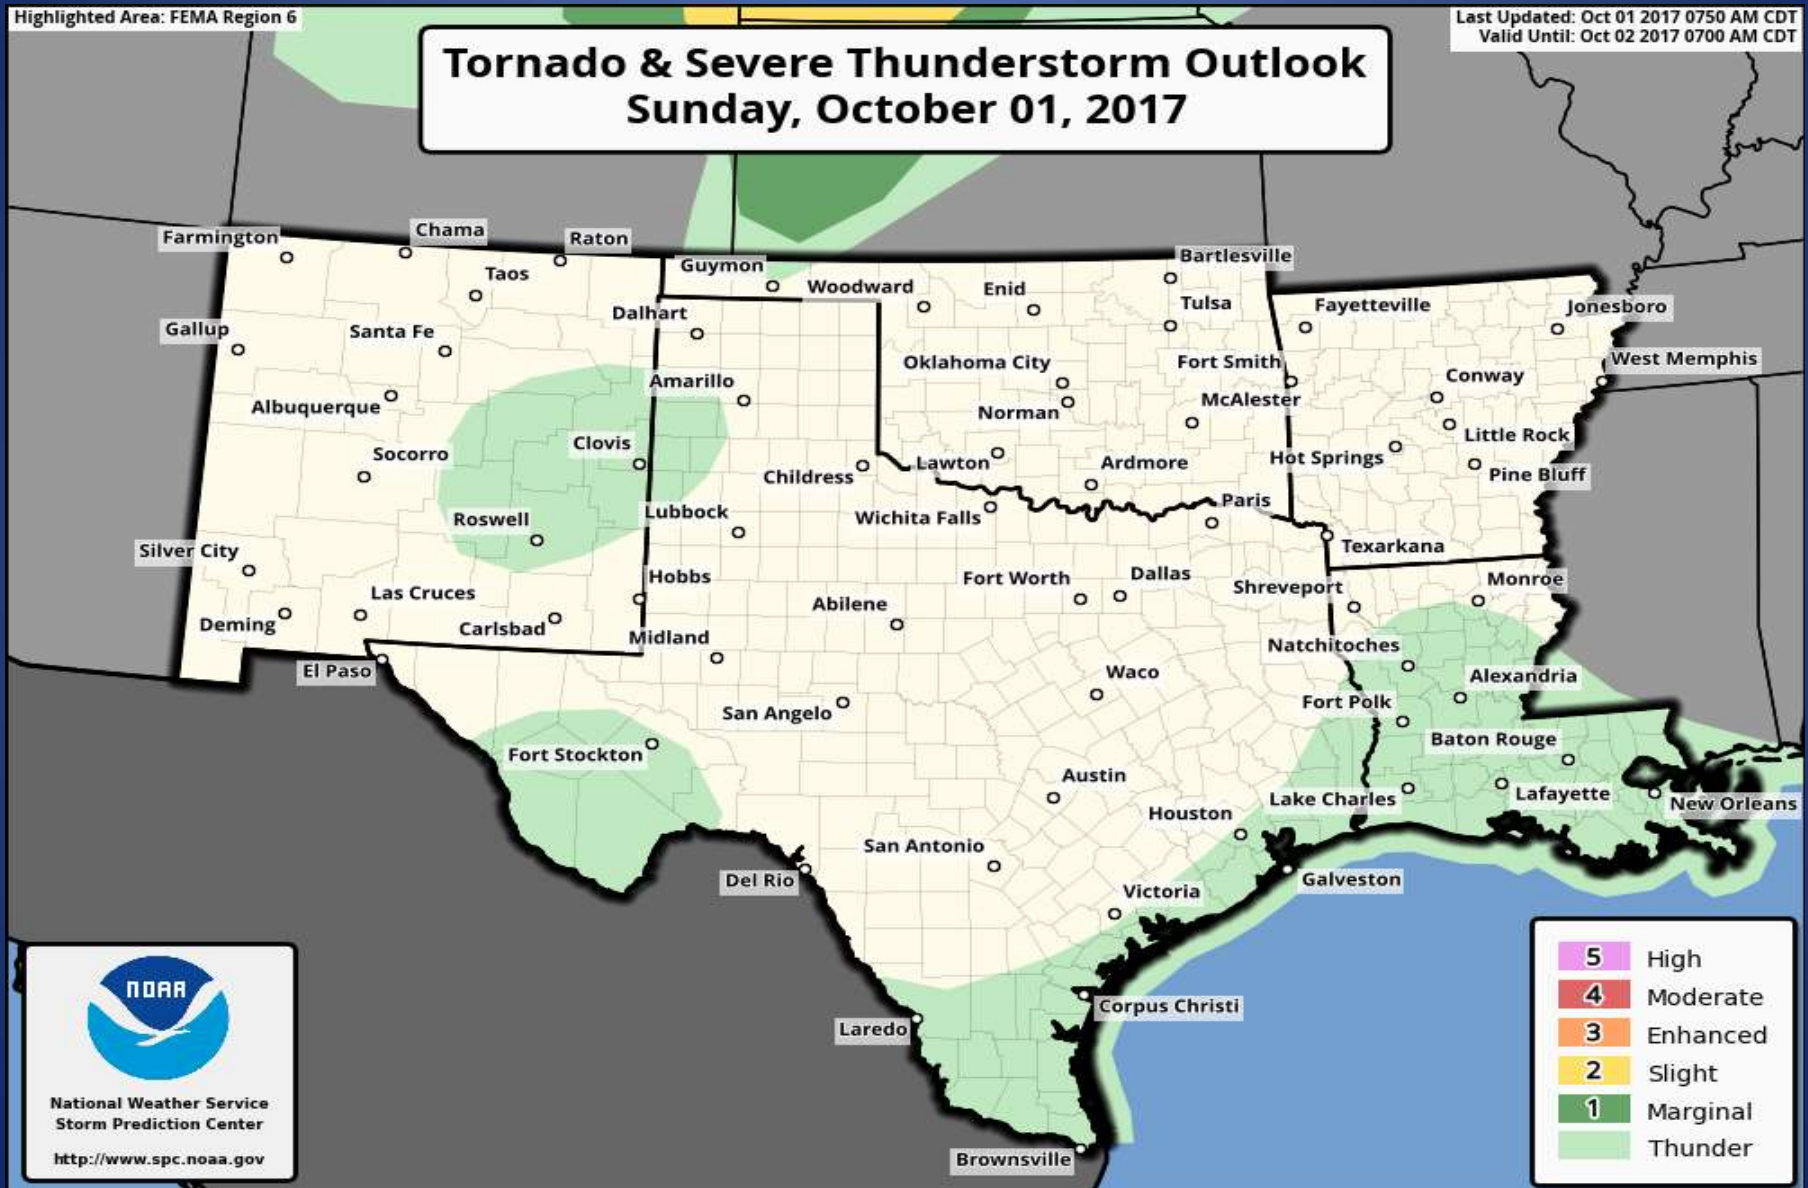 Highlighted Area: FEMA Region 6
Last Updated: Oct 01 2017 0750 AM CDT
Valid Until: Oct 02 2017 0700 AM CDT
Tornado & Severe Thunderstorm Outlook
Sunday, October 01, 2017
Farmington
Chama
Raton
Taos
Guymon
Woodward
Enid
Bartlesville
Tulsa
Fayetteville
Jonesboro
Gallup
Santa Fe
Dalhart
Oklahoma City
Fort Smith
West Memphis
Albuquerque
Amarillo
Norman
McAlester
Conway
Socorro
Clovis
Childress
Lawton
Ardmore
Hot Springs
Little Rock
Pine Bluff
Roswell
Lubbock
Wichita Falls
Paris
Texarkana
Silver City
Hobbs
Fort Worth
Dallas
Shreveport
Monroe
Deming
Las Cruces
Carlsbad
Midland
Abilene
Natchitoches
El Paso
San Angelo
Waco
Fort Polk
Alexandria
Fort Stockton
Austin
Baton Rouge
Houston
Lake Charles
Lafayette
New Orleans
San Antonio
Del Rio
Victoria
Galveston
Laredo
Corpus Christi
Brownsville
NOAA
National Weather Service
Storm Prediction Center
http://www.spc.noaa.gov
5 High
4 Moderate
3 Enhanced
2 Slight
1 Marginal
Thunder